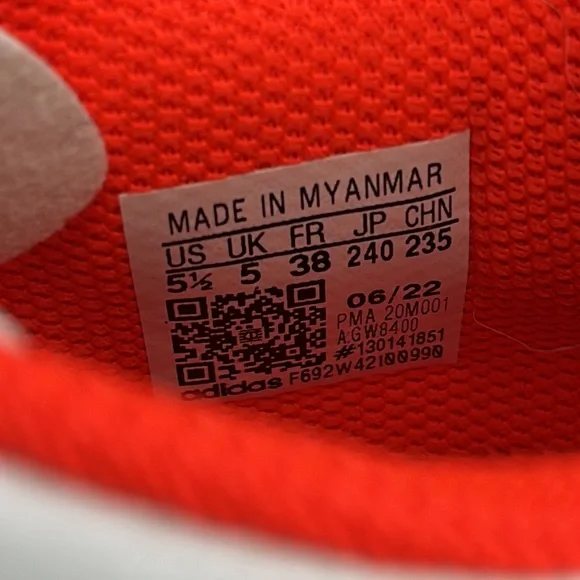 MADE IN MYANMAR
US UK FR JP CHN
5½ 5 38 240 235
06/22
PMA 20M001
A.GW8400
#130141851
adidas F692W42I00990